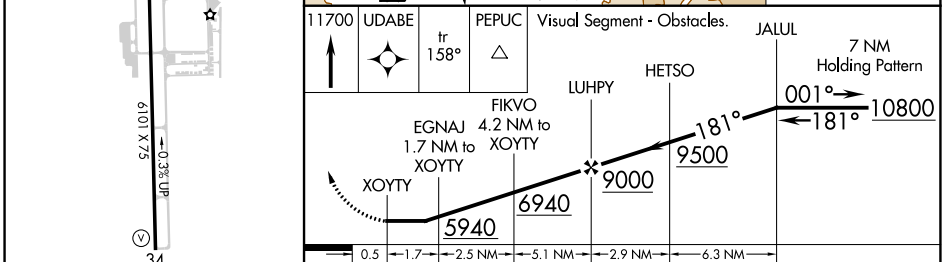 6101 X 75
0.3% UP
V
34
11700
UDABE
tr
158°
PEPUC
Visual Segment - Obstacles.
JALUL
7 NM
Holding Pattern
HETSO
LUHPY
001°
10800
FIKVO
4.2 NM to
XOYTY
181°
181°
EGNAJ
1.7 NM to
XOYTY
9500
9000
XOYTY
6940
5940
0.5
1.7
2.5 NM
5.1 NM
2.9 NM
6.3 NM